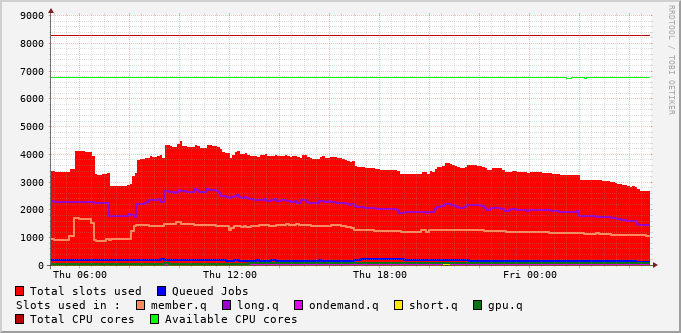 9000
8000
7000
6000
5000
4000
3000
2000
1000
0
Thu 06:00 Thu 12:00 Thu 18:00 Fri 00:00
RRDTOOL / TOBI OETIKER
Total slots used Queued Jobs
Slots used in : member.q long.q ondemand.q short.q gpu.q
Total CPU cores Available CPU cores